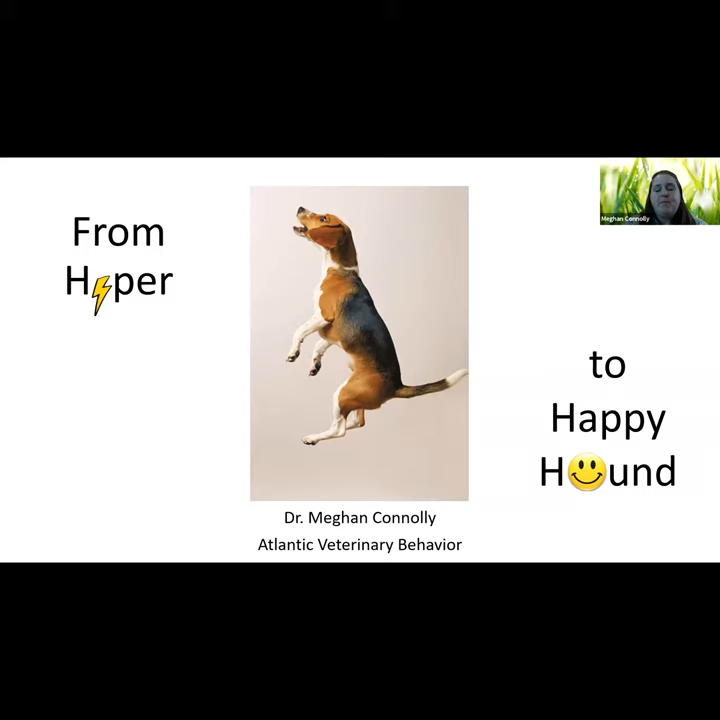 From
Hyper
to
Happy
Hound
Dr. Meghan Connolly
Atlantic Veterinary Behavior
Meghan Connolly